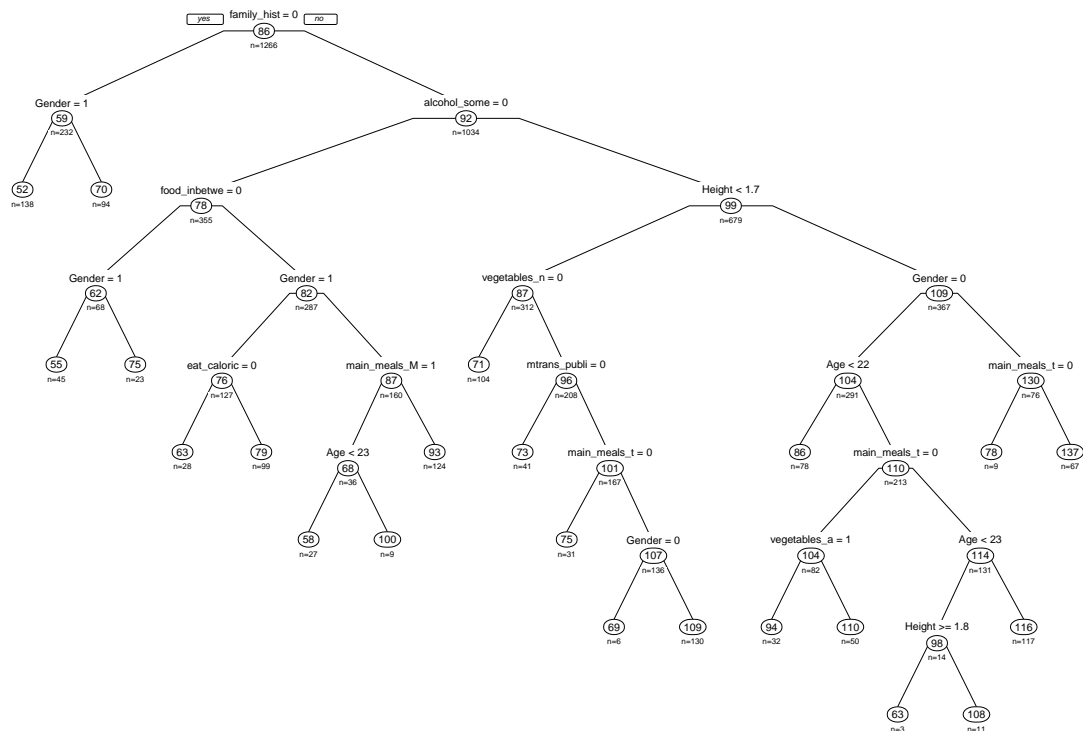 family_hist = 0
yes
no
86
n=1266
Gender = 1
alcohol_some = 0
59
92
n=232
n=1034
52
70
food_inbetwe = 0
Height < 1.7
n=138
n=94
78
99
n=355
n=679
Gender = 1
Gender = 1
vegetables_n = 0
Gender = 0
62
82
87
109
n=68
n=287
n=312
n=367
55
75
eat_caloric = 0
main_meals_M = 1
71
mtrans_publi = 0
Age < 22
main_meals_t = 0
n=45
n=23
76
87
n=104
96
104
130
n=127
n=160
n=208
n=291
n=76
63
79
Age < 23
93
73
main_meals_t = 0
86
main_meals_t = 0
78
137
n=28
n=99
68
n=124
n=41
101
n=78
110
n=9
n=67
n=36
n=167
n=213
58
100
75
Gender = 0
vegetables_a = 1
Age < 23
n=27
n=9
n=31
107
104
114
n=136
n=82
n=131
69
109
94
110
Height >= 1.8
116
n=6
n=130
n=32
n=50
98
n=117
n=14
63
108
n=3
n=11